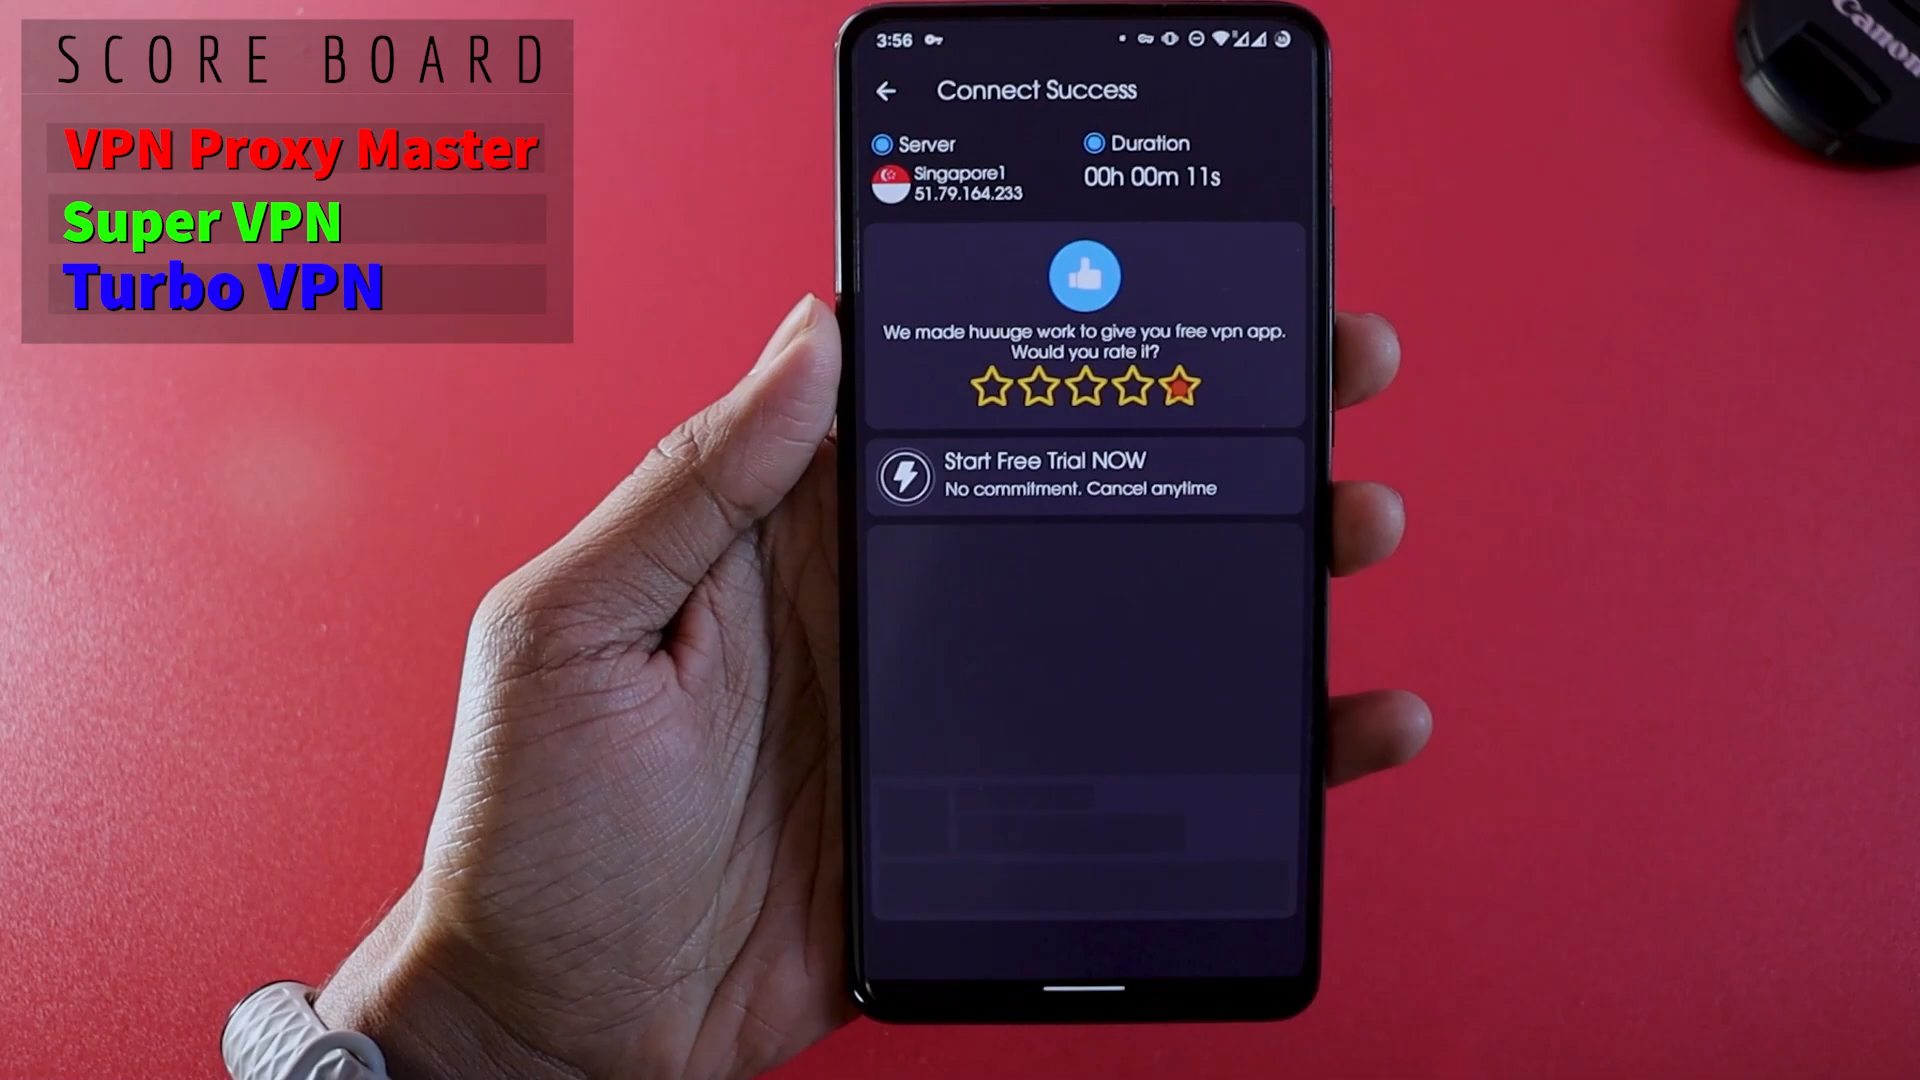 SCORE BOARD
VPN Proxy Master
Super VPN
Turbo VPN
3:56
Connect Success
Server
Singapore1
51.79.164.233
Duration
00h 00m 11s
We made huuuge work to give you free vpn app.
Would you rate it?
Start Free Trial NOW
No commitment. Cancel anytime
Canon